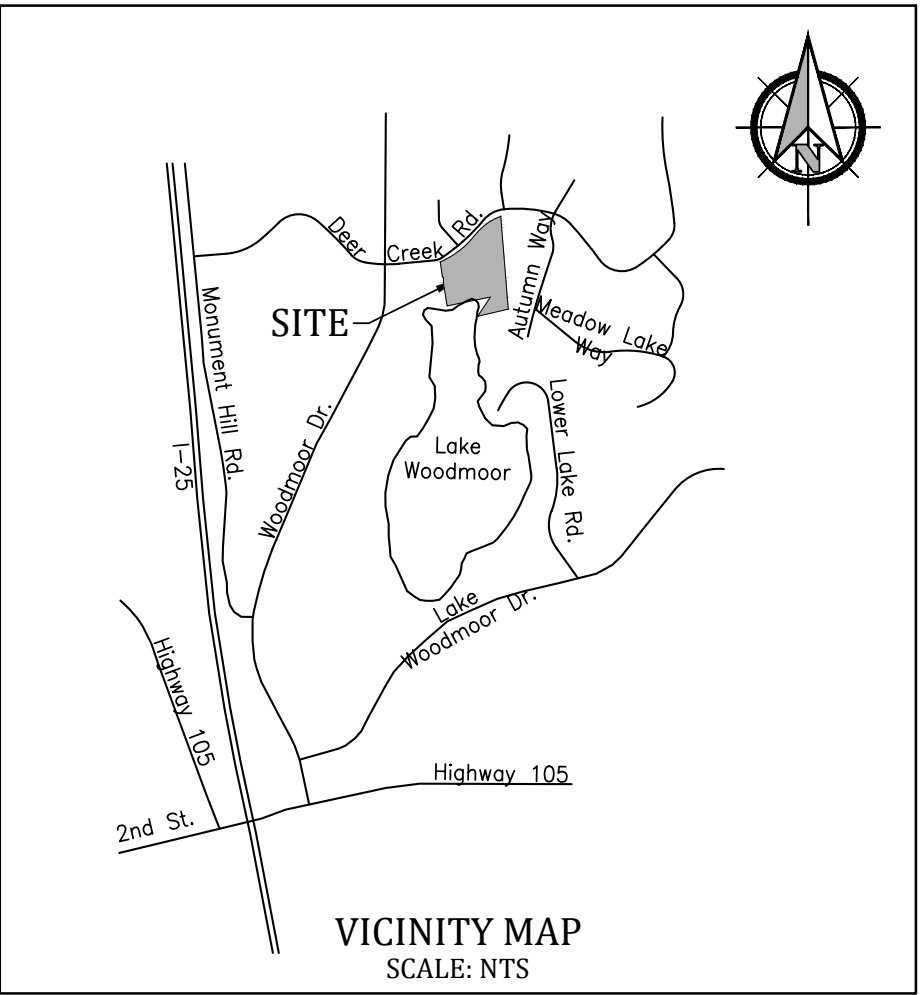 N
Deer Creek Rd.
Autumn Way
SITE
Monument Hill Rd.
Meadow Lake
Way
I-25
Woodmoor Dr.
Lower Lake Rd.
Lake
Woodmoor
Lake
Woodmoor Dr.
Highway 105
Highway 105
2nd St.
VICINITY MAP
SCALE: NTS